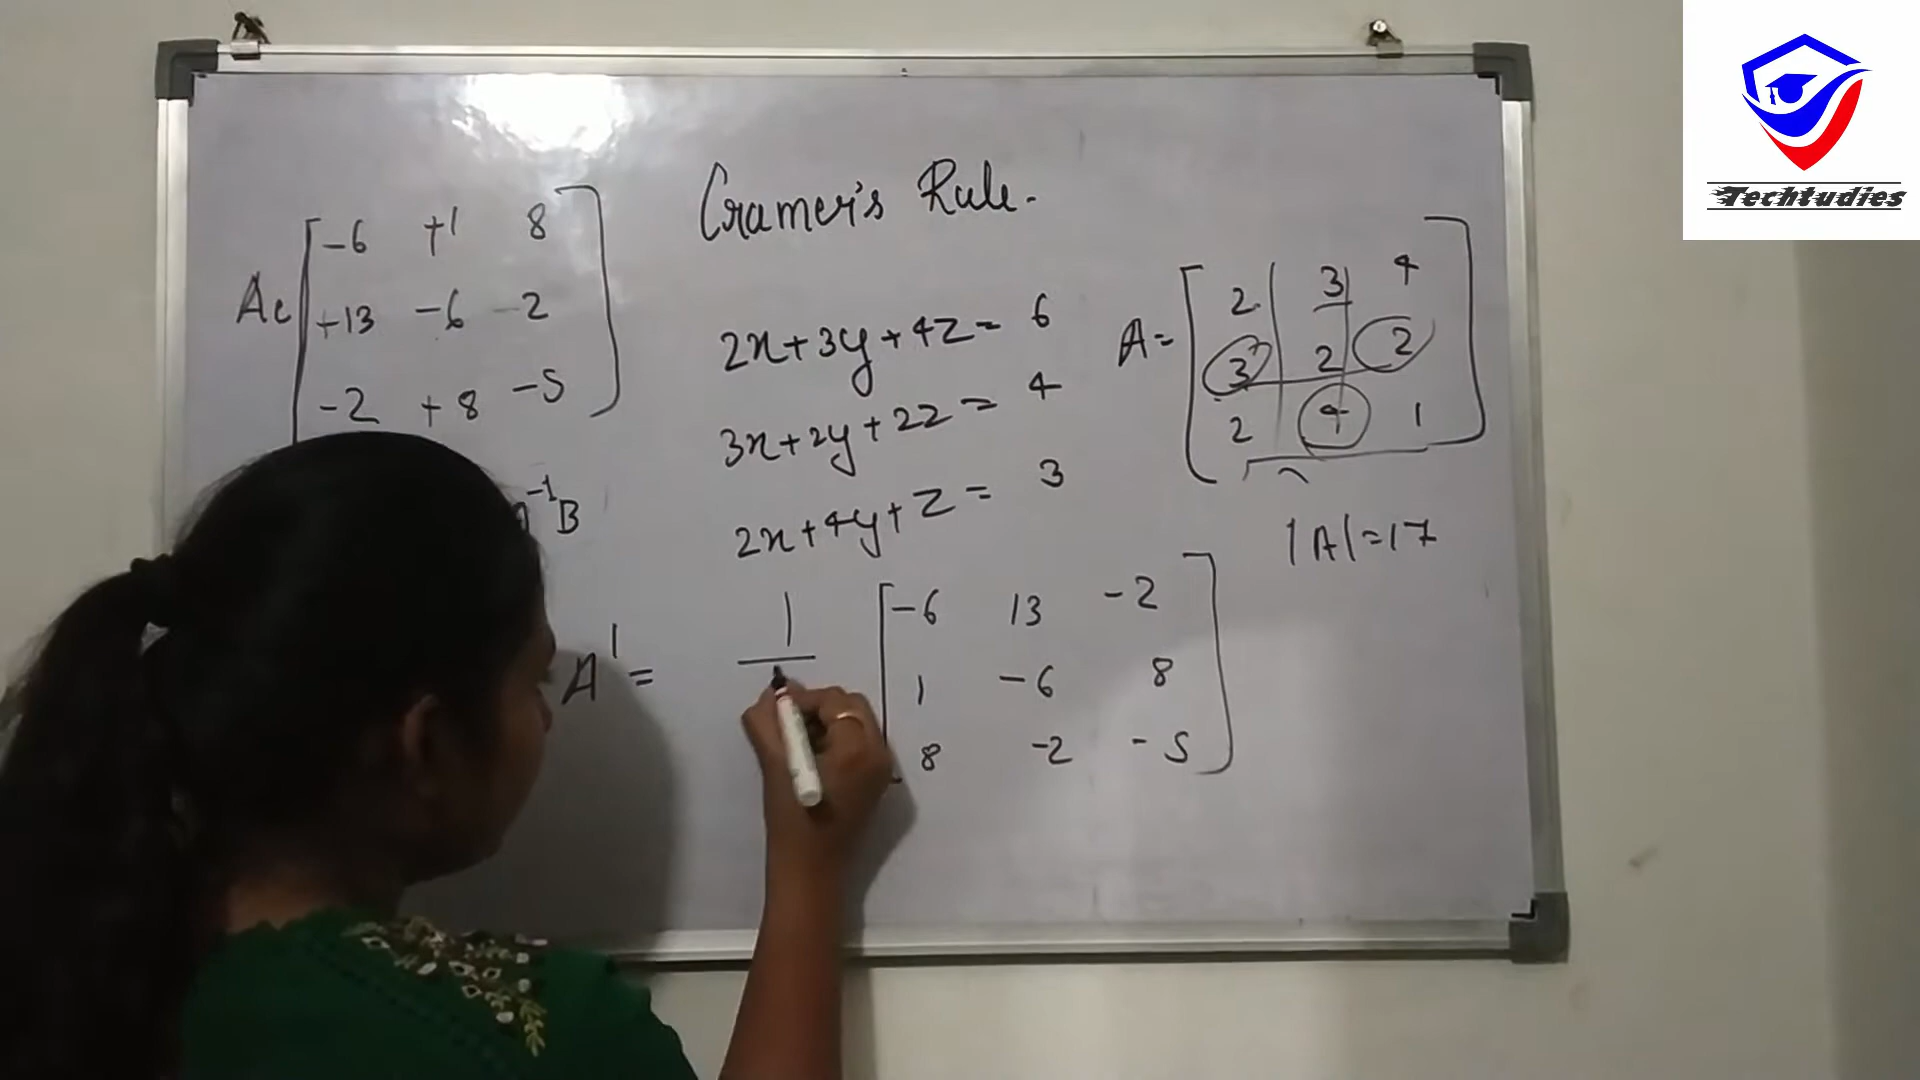 Techtudies
Cramer's Rule.
Ac [ -6 +1 8
+13 -6 -2
-2 +8 -5 ]
2x+3y+4z= 6
3x+2y+2z= 4
2x+4y+z= 3
A= [ 2 3 4
3 2 2
2 4 1 ]
|A|=17
-1B
A1= 1 [ -6 13 -2
1 -6 8
8 -2 -5 ]